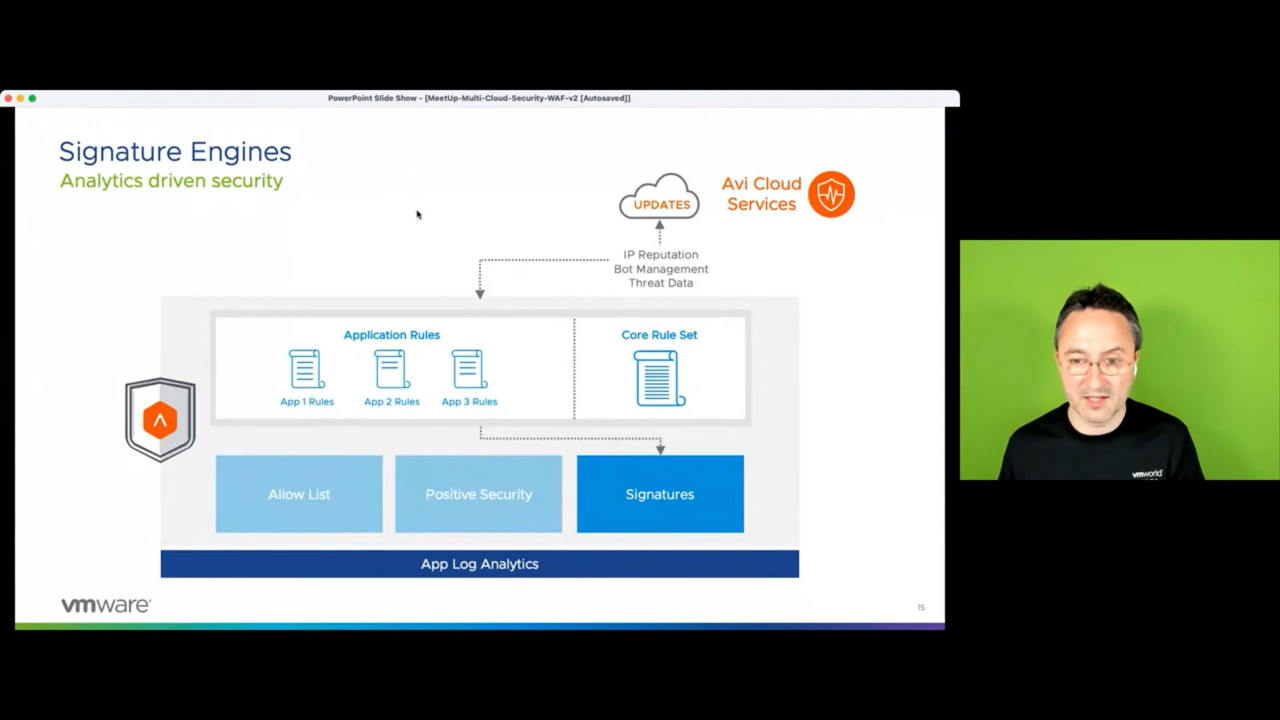 PowerPoint Slide Show - [MeetUp-Multi-Cloud-Security-WAF-v2 [Autosaved]]
Signature Engines
Analytics driven security
UPDATES
Avi Cloud
Services
IP Reputation
Bot Management
Threat Data
Application Rules
Core Rule Set
App 1 Rules
App 2 Rules
App 3 Rules
Allow List
Positive Security
Signatures
App Log Analytics
vmware
15
vmworld